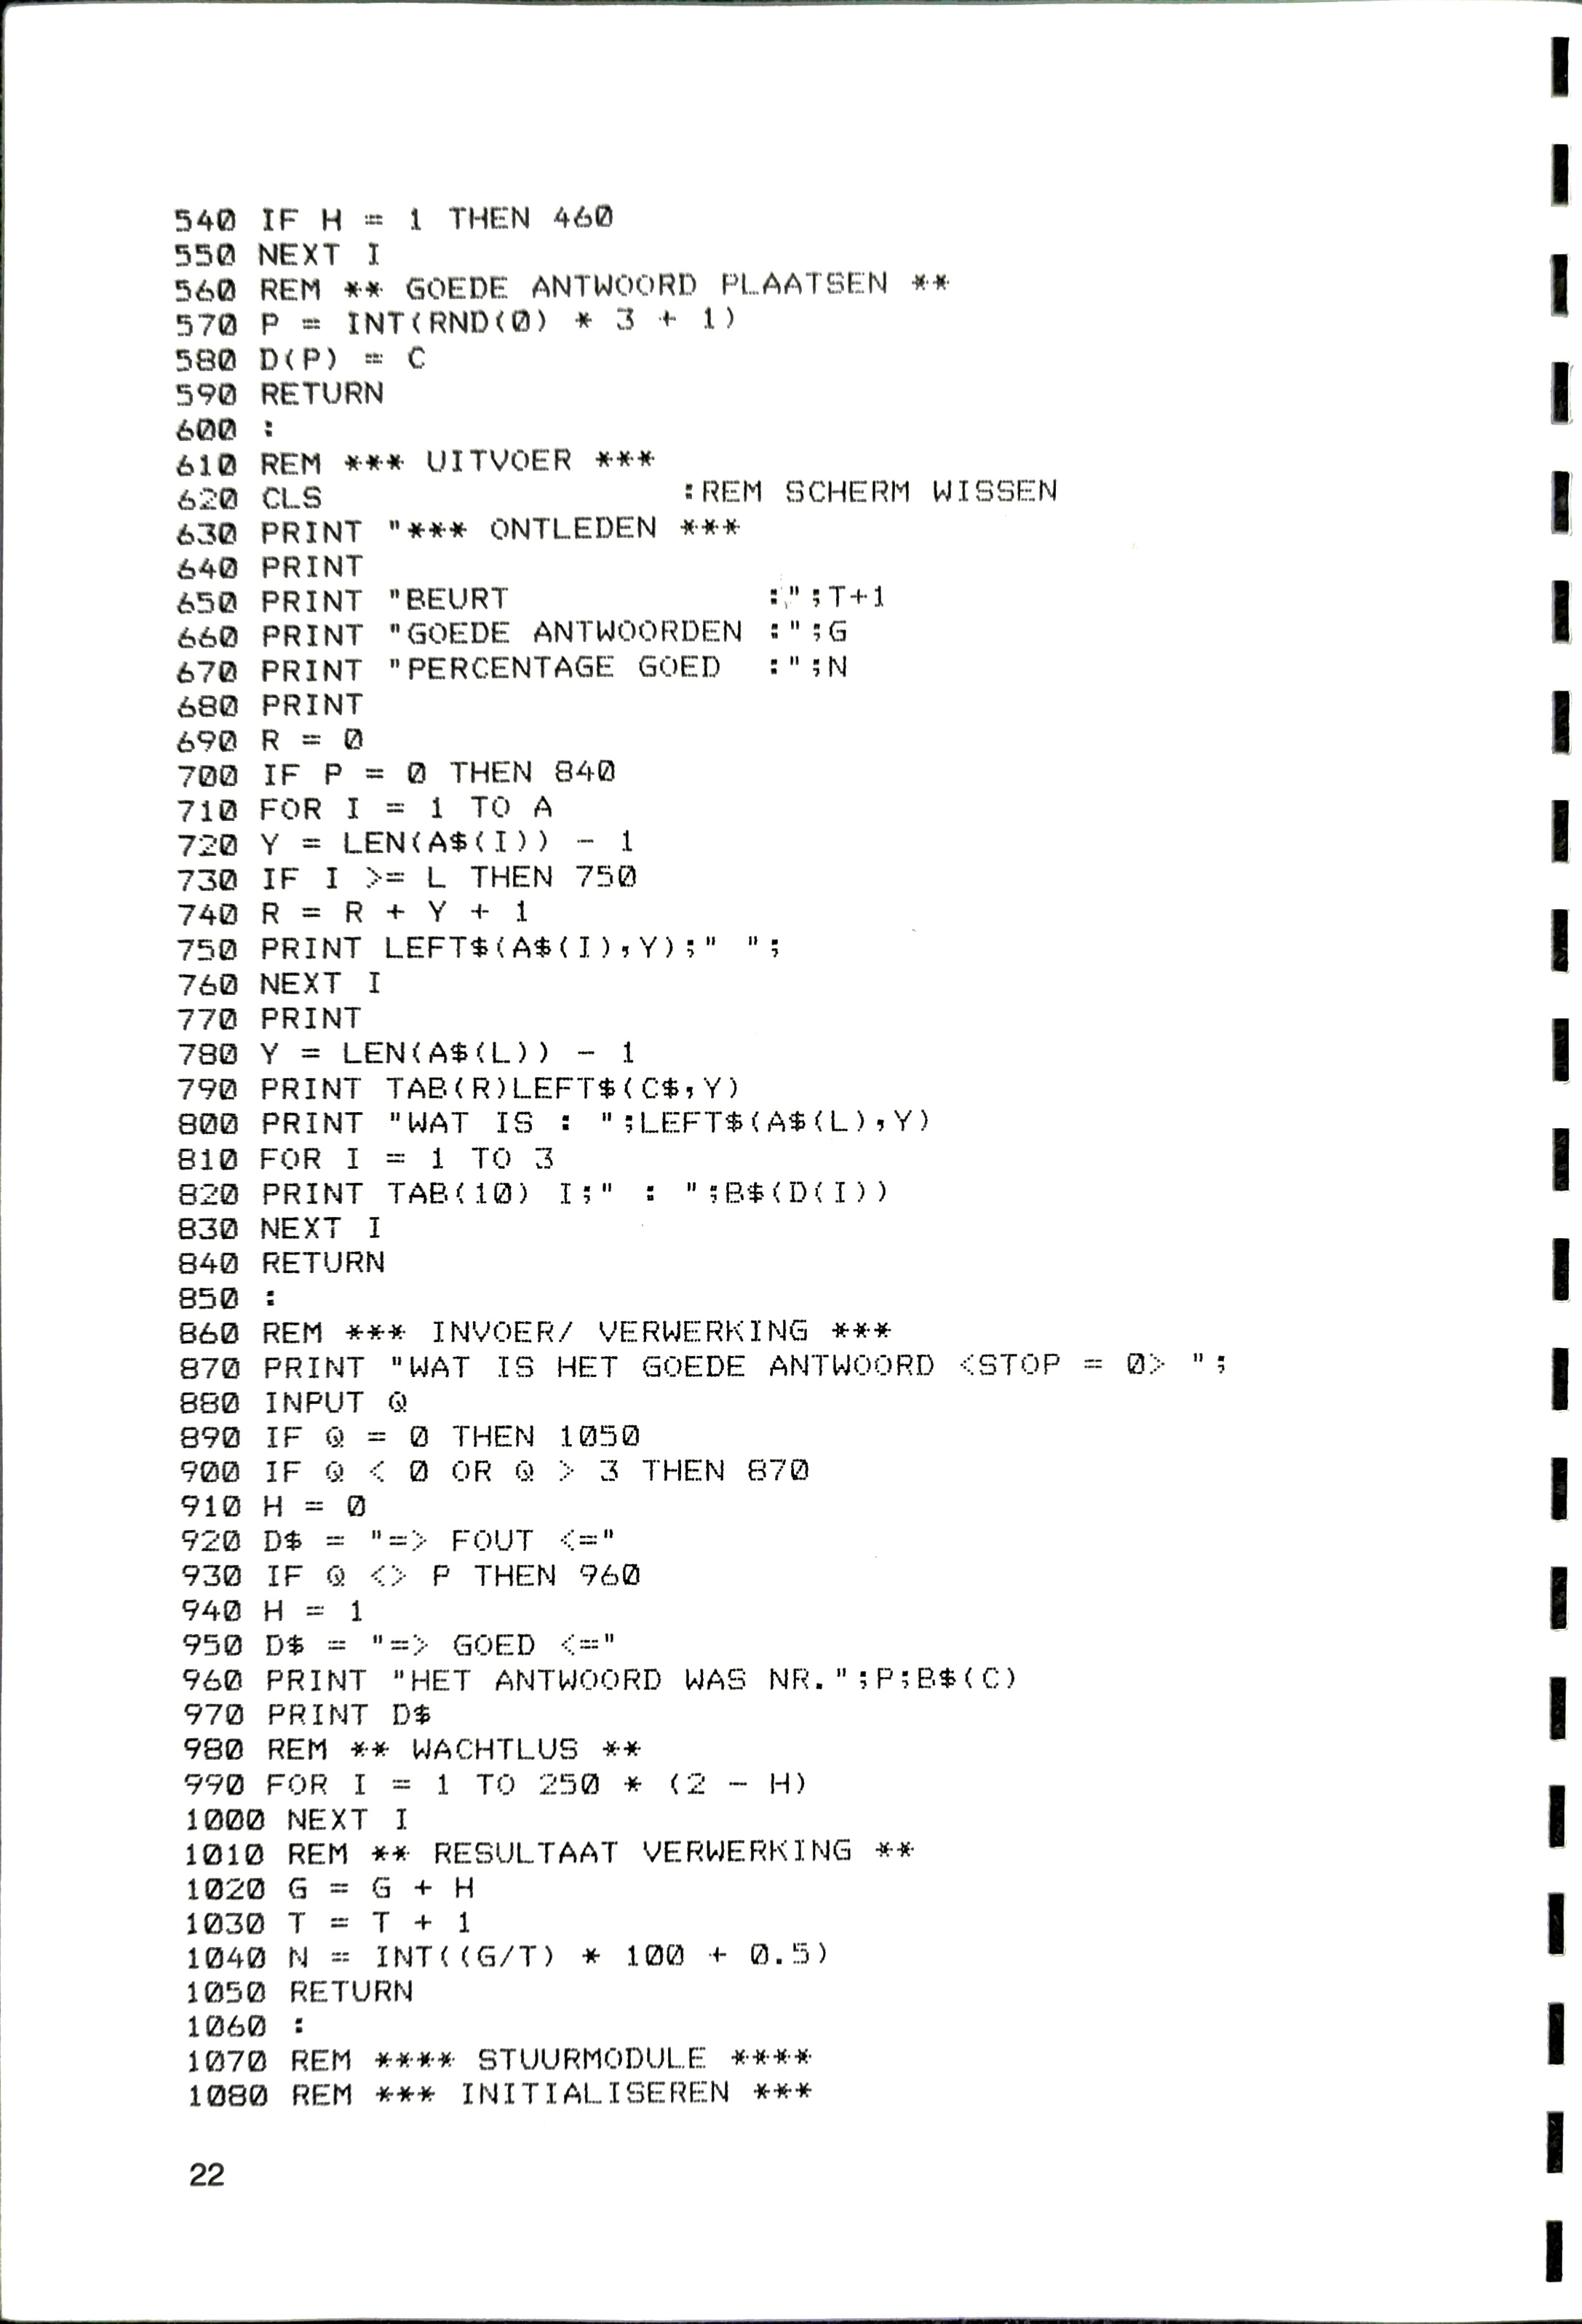 540 IF H = 1 THEN 460
550 NEXT I
560 REM ** GOEDE ANTWOORD PLAATSEN **
570 P = INT(RND(0) * 3 + 1)
580 D(P) = C
590 RETURN
600 :
610 REM *** UITVOER ***
620 CLS                 :REM SCHERM WISSEN
630 PRINT "*** ONTLEDEN ***
640 PRINT
650 PRINT "BEURT            :";T+1
660 PRINT "GOEDE ANTWOORDEN :";G
670 PRINT "PERCENTAGE GOED  :";N
680 PRINT
690 R = 0
700 IF P = 0 THEN 840
710 FOR I = 1 TO A
720 Y = LEN(A$(I)) - 1
730 IF I >= L THEN 750
740 R = R + Y + 1
750 PRINT LEFT$(A$(I),Y);" ";
760 NEXT I
770 PRINT
780 Y = LEN(A$(L)) - 1
790 PRINT TAB(R)LEFT$(C$,Y)
800 PRINT "WAT IS : ";LEFT$(A$(L),Y)
810 FOR I = 1 TO 3
820 PRINT TAB(10) I;" : ";B$(D(I))
830 NEXT I
840 RETURN
850 :
860 REM *** INVOER/ VERWERKING ***
870 PRINT "WAT IS HET GOEDE ANTWOORD <STOP = 0> ";
880 INPUT Q
890 IF Q = 0 THEN 1050
900 IF Q < 0 OR Q > 3 THEN 870
910 H = 0
920 D$ = "=> FOUT <="
930 IF Q <> P THEN 960
940 H = 1
950 D$ = "=> GOED <="
960 PRINT "HET ANTWOORD WAS NR.";P;B$(C)
970 PRINT D$
980 REM ** WACHTLUS **
990 FOR I = 1 TO 250 * (2 - H)
1000 NEXT I
1010 REM ** RESULTAAT VERWERKING **
1020 G = G + H
1030 T = T + 1
1040 N = INT((G/T) * 100 + 0.5)
1050 RETURN
1060 :
1070 REM **** STUURMODULE ****
1080 REM *** INITIALISEREN ***
22